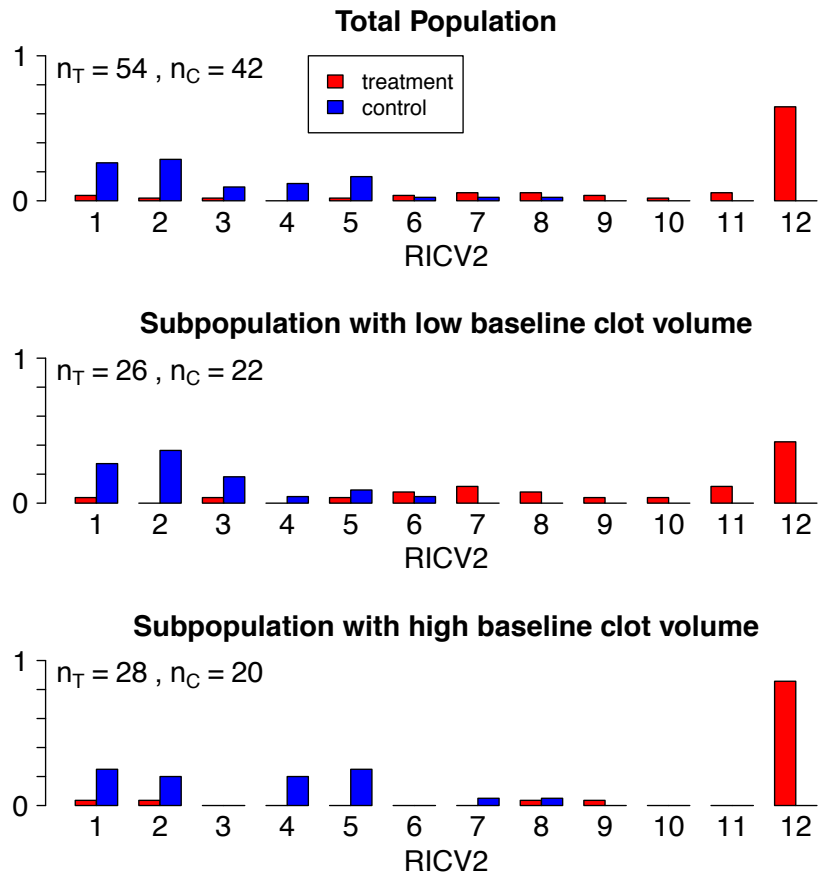 Total Population
1
n_T = 54 , n_C = 42
treatment
control
0
1 2 3 4 5 6 7 8 9 10 11 12
RICV2
Subpopulation with low baseline clot volume
1
n_T = 26 , n_C = 22
0
1 2 3 4 5 6 7 8 9 10 11 12
RICV2
Subpopulation with high baseline clot volume
1
n_T = 28 , n_C = 20
0
1 2 3 4 5 6 7 8 9 10 11 12
RICV2